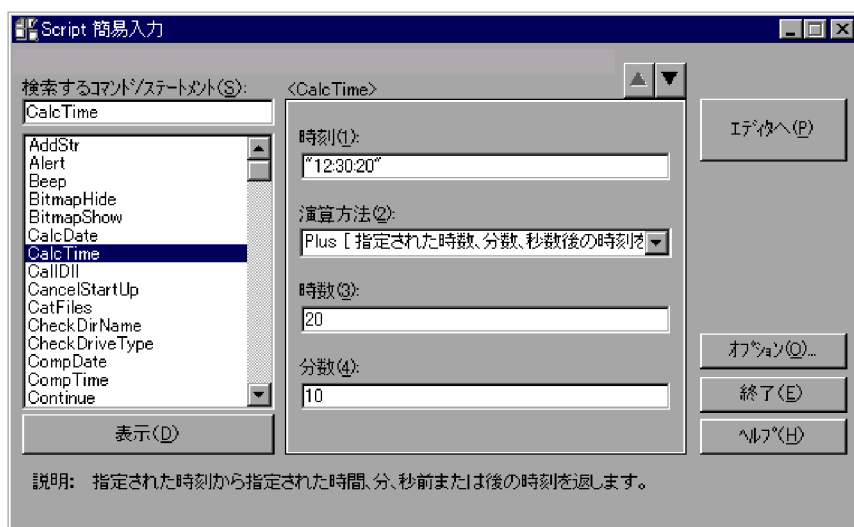 Script 簡易入力
検索するｺﾏﾝﾄﾞ/ｽﾃｰﾄﾒﾝﾄ(S):
CalcTime
AddStr
Alert
Beep
BitmapHide
BitmapShow
CalcDate
CalcTime
CallDll
CancelStartUp
CatFiles
CheckDirName
CheckDriveType
CompDate
CompTime
Continue
表示(D)
<CalcTime>
時刻(1):
"12:30:20"
演算方法(2):
Plus [ 指定された時数、分数、秒数後の時刻を
時数(3):
20
分数(4):
10
ｴﾃﾞｨﾀへ(P)
ｵﾌﾟｼｮﾝ(O)...
終了(E)
ﾍﾙﾌﾟ(H)
説明: 指定された時刻から指定された時間、分、秒前または後の時刻を返します。